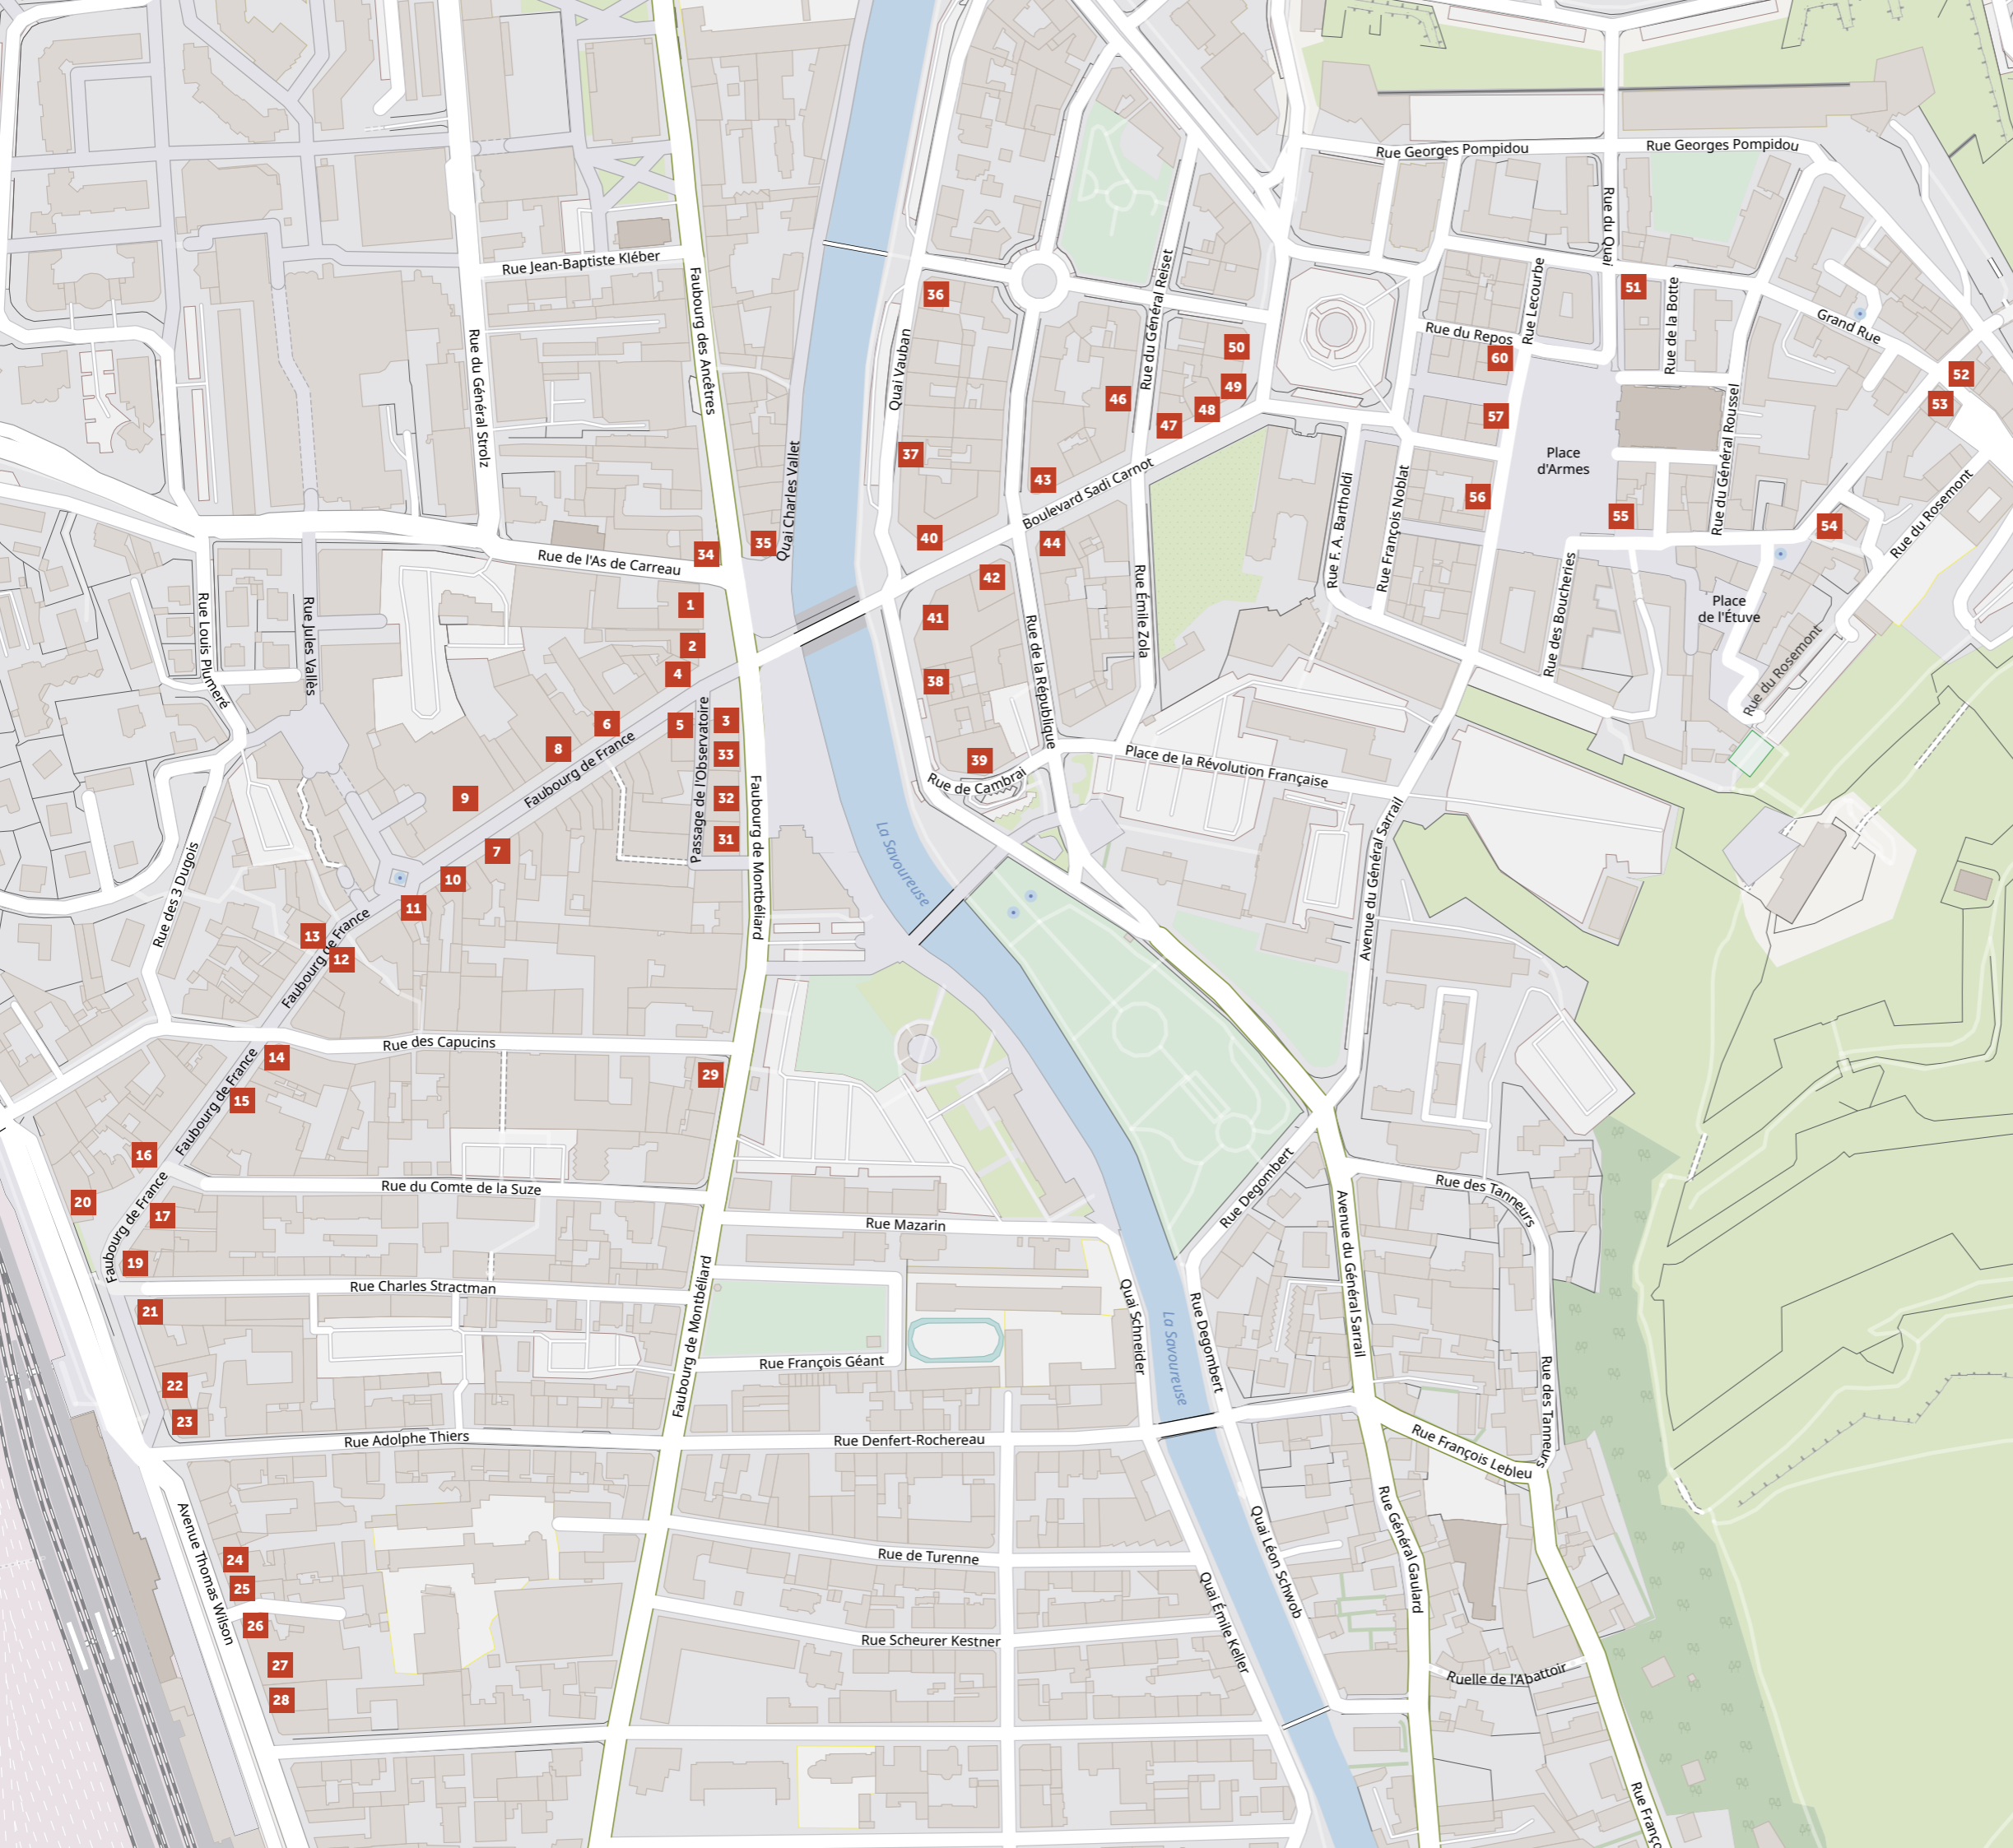 Rue Georges Pompidou
Rue Georges Pompidou
Rue du Quai
Rue Jean-Baptiste Kléber
Faubourg des Ancêtres
Rue du Général Reiset
51
36
Rue Lecourbe
Rue de la Botte
Grand Rue
Rue du Général Strolz
Quai Vauban
Rue du Repos
50
60
52
49
46
48
53
57
47
Rue du Général Roussel
37
Quai Charles Vallet
Place
d'Armes
43
Boulevard Sadi Carnot
56
Rue F. A. Bartholdi
Rue François Noblat
Rue du Rosemont
55
54
34
35
40
44
Rue de l'As de Carreau
42
1
Rue Louis Plumeré
Rue Jules Vallès
41
Rue Émile Zola
Rue des Boucheries
Place
de l'Étuve
2
4
38
Rue de la République
Rue du Rosemont
6
5
3
Passage de l'Observatoire
8
33
Faubourg de France
39
Rue de Cambrai
Place de la Révolution Française
9
32
31
7
Faubourg de Montbéliard
La Savoureuse
Avenue du Général Sarrail
10
11
Rue des 3 Dugois
13
Faubourg de France
12
Rue des Capucins
14
29
15
Faubourg de France
16
Rue du Comte de la Suze
20
17
Faubourg de France
19
Rue Mazarin
Rue Degombert
Rue des Tanneurs
Avenue du Général Sarrail
Rue Charles Stractman
21
Faubourg de Montbéliard
Quai Schneider
La Savoureuse
Rue Degombert
Rue François Géant
22
23
Rue des Tanneurs
Rue Adolphe Thiers
Rue Denfert-Rochereau
Rue François Lebleu
Avenue Thomas Wilson
24
25
26
27
28
Rue de Turenne
Rue Général Gaulard
Quai Léon Schwob
Quai Émile Keller
Rue Scheurer Kestner
Ruelle de l'Abattoir
Rue Franço